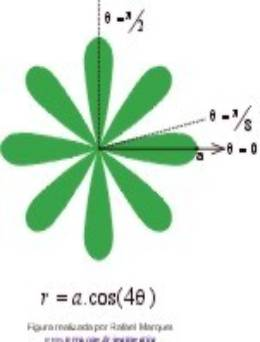 θ = π/2
θ = π/8
a
θ = 0
r = a.cos(4θ)
Figura realizada por Rafael Marques